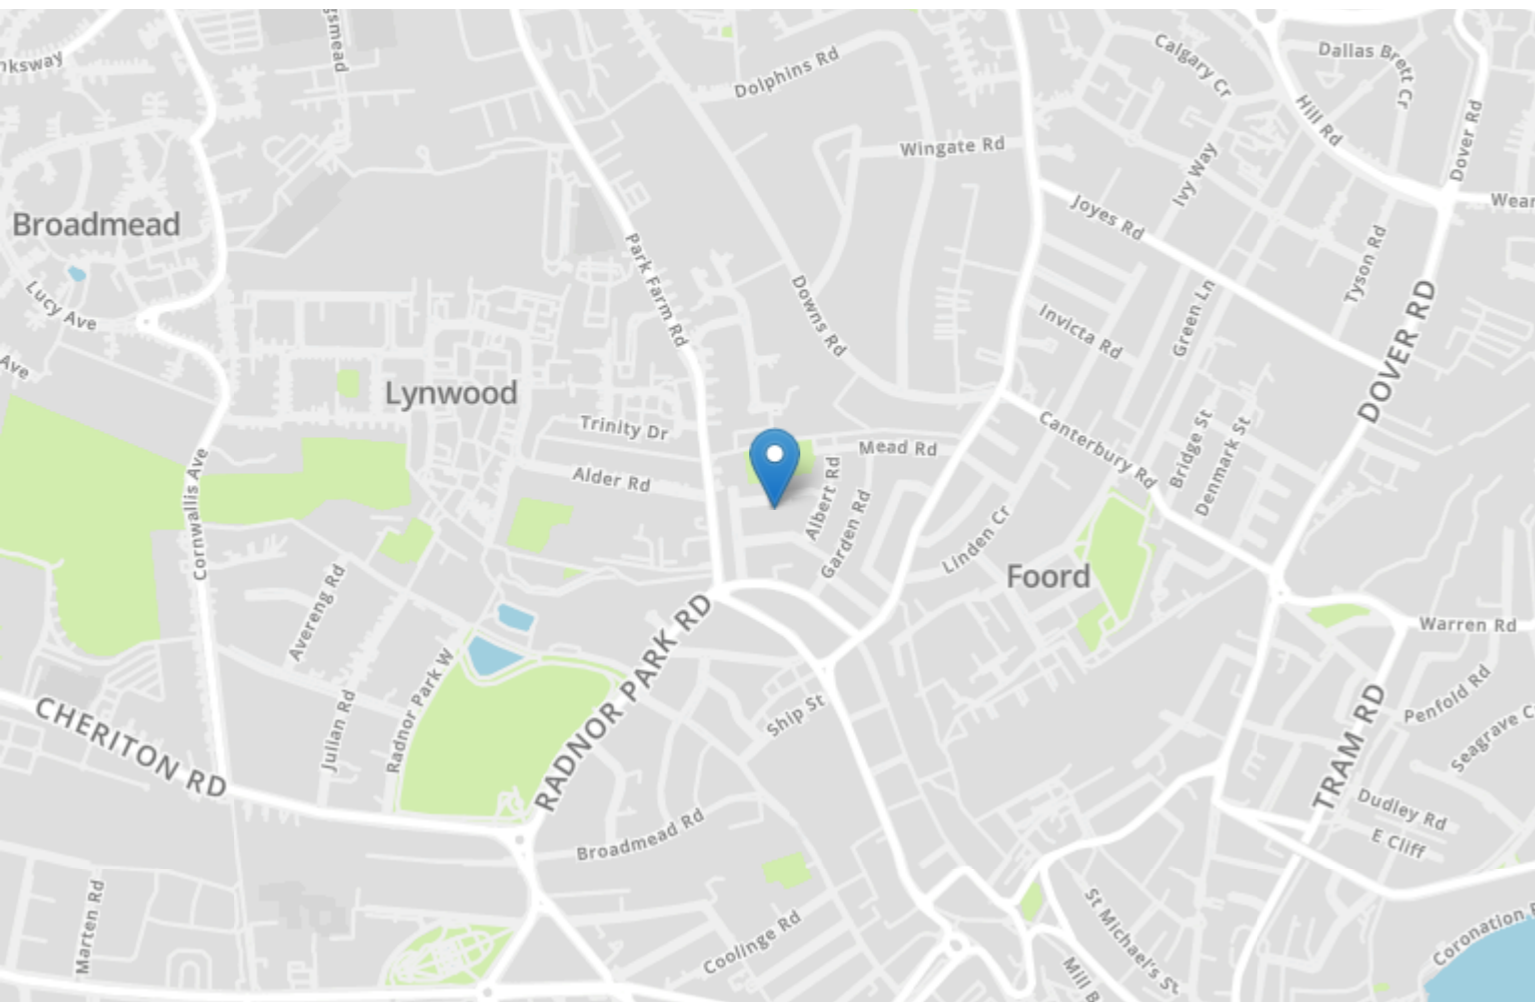 gsmead
nksway
Dolphins Rd
Calgary Cr
Dallas Brett Cr
Hill Rd
Dover Rd
Wingate Rd
Ivy Way
Wear
Joyes Rd
Broadmead
Park Farm Rd
Tyson Rd
Lucy Ave
Downs Rd
Invicta Rd
Green Ln
DOVER RD
Ave
Lynwood
Trinity Dr
Mead Rd
Canterbury Rd
Bridge St
Denmark St
Alder Rd
Albert Rd
Garden Rd
Cornwallis Ave
Linden Cr
Foord
Avereng Rd
Warren Rd
RADNOR PARK RD
Radnor Park W
Julian Rd
Ship St
Penfold Rd
Seagrave C
CHERITON RD
TRAM RD
Dudley Rd
E Cliff
Broadmead Rd
Marten Rd
Coolinge Rd
St Michael's St
Mill B
Coronation